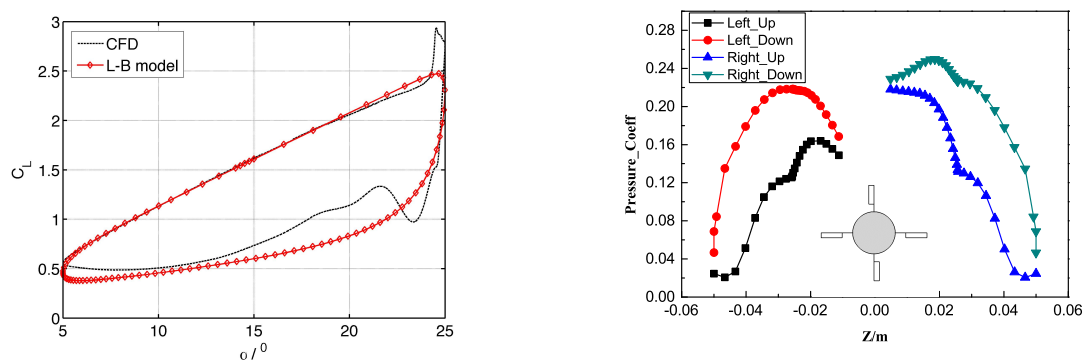 3
2.5
2
1.5
1
0.5
0
5
10
15
20
25
C_L
α / 0
CFD
L-B model
0.28
0.24
0.20
0.16
0.12
0.08
0.04
0.00
-0.06
-0.04
-0.02
0.00
0.02
0.04
0.06
Pressure_Coeff
Z/m
Left_Up
Left_Down
Right_Up
Right_Down